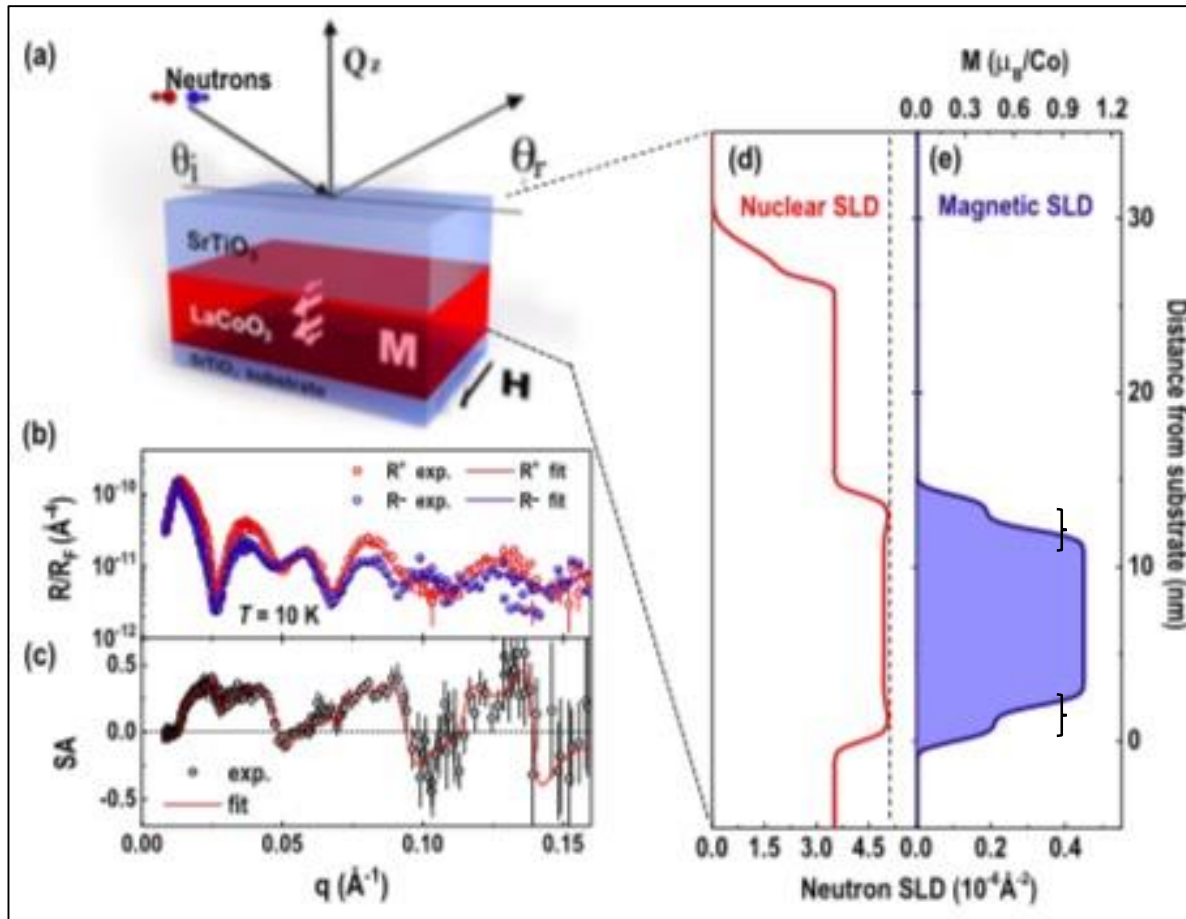 (a)
Qz
Neutrons
θi
θr
SrTiO3
LaCoO3
M
SrTiO3 substrate
H
(b)
R+ exp. R+ fit
R− exp. R− fit
R/RF (Å-4)
10-10
10-11
10-12
T = 10 K
(c)
SA
0.5
0.0
-0.5
exp.
fit
0.00 0.05 0.10 0.15
q (Å-1)
M (μB/Co)
0.0 0.3 0.6 0.9 1.2
(d) (e)
Nuclear SLD Magnetic SLD
30
20
10
0
Distance from substrate (nm)
0.0 1.5 3.0 4.5 0.0 0.2 0.4
Neutron SLD (10-6Å-2)